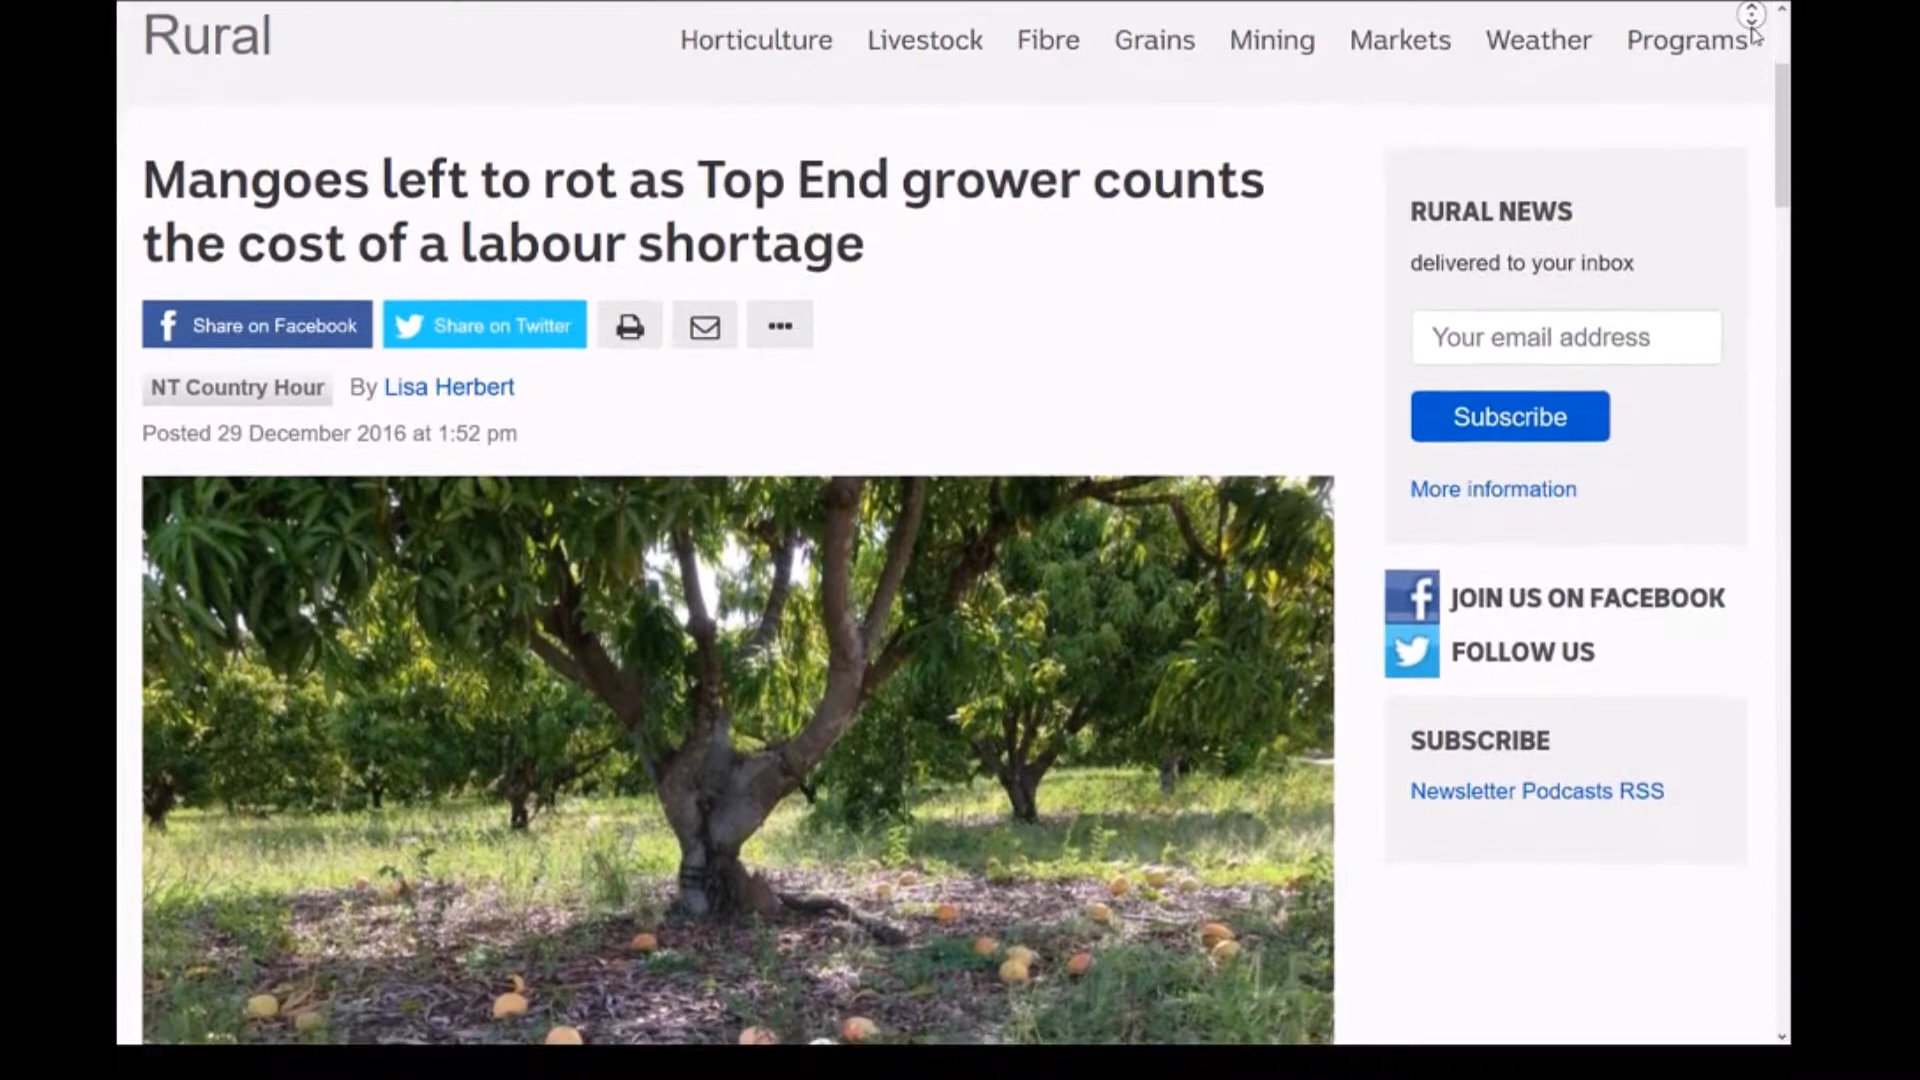 Rural
Horticulture Livestock Fibre Grains Mining Markets Weather Programs
Mangoes left to rot as Top End grower counts
the cost of a labour shortage
Share on Facebook Share on Twitter
NT Country Hour By Lisa Herbert
Posted 29 December 2016 at 1:52 pm
RURAL NEWS
delivered to your inbox
Your email address
Subscribe
More information
JOIN US ON FACEBOOK
FOLLOW US
SUBSCRIBE
Newsletter Podcasts RSS